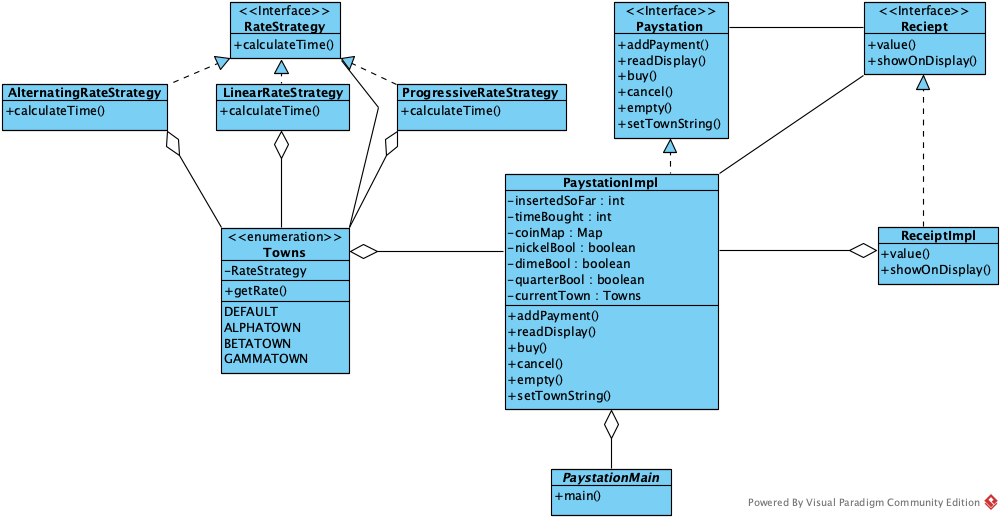 <<Interface>>
RateStrategy
+calculateTime()
AlternatingRateStrategy
+calculateTime()
LinearRateStrategy
+calculateTime()
ProgressiveRateStrategy
+calculateTime()
<<enumeration>>
Towns
-RateStrategy
+getRate()
DEFAULT
ALPHATOWN
BETATOWN
GAMMATOWN
<<Interface>>
Paystation
+addPayment()
+readDisplay()
+buy()
+cancel()
+empty()
+setTownString()
<<Interface>>
Reciept
+value()
+showOnDisplay()
PaystationImpl
-insertedSoFar : int
-timeBought : int
-coinMap : Map
-nickelBool : boolean
-dimeBool : boolean
-quarterBool : boolean
-currentTown : Towns
+addPayment()
+readDisplay()
+buy()
+cancel()
+empty()
+setTownString()
ReceiptImpl
+value()
+showOnDisplay()
PaystationMain
+main()
Powered By Visual Paradigm Community Edition